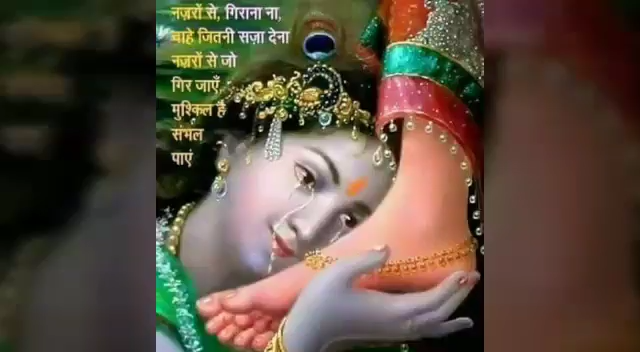 नज़रों से, गिराना ना,
चाहे जितनी सज़ा देना
नज़रों से जो
गिर जाएँ
मुश्किल है
संभल
पाएं